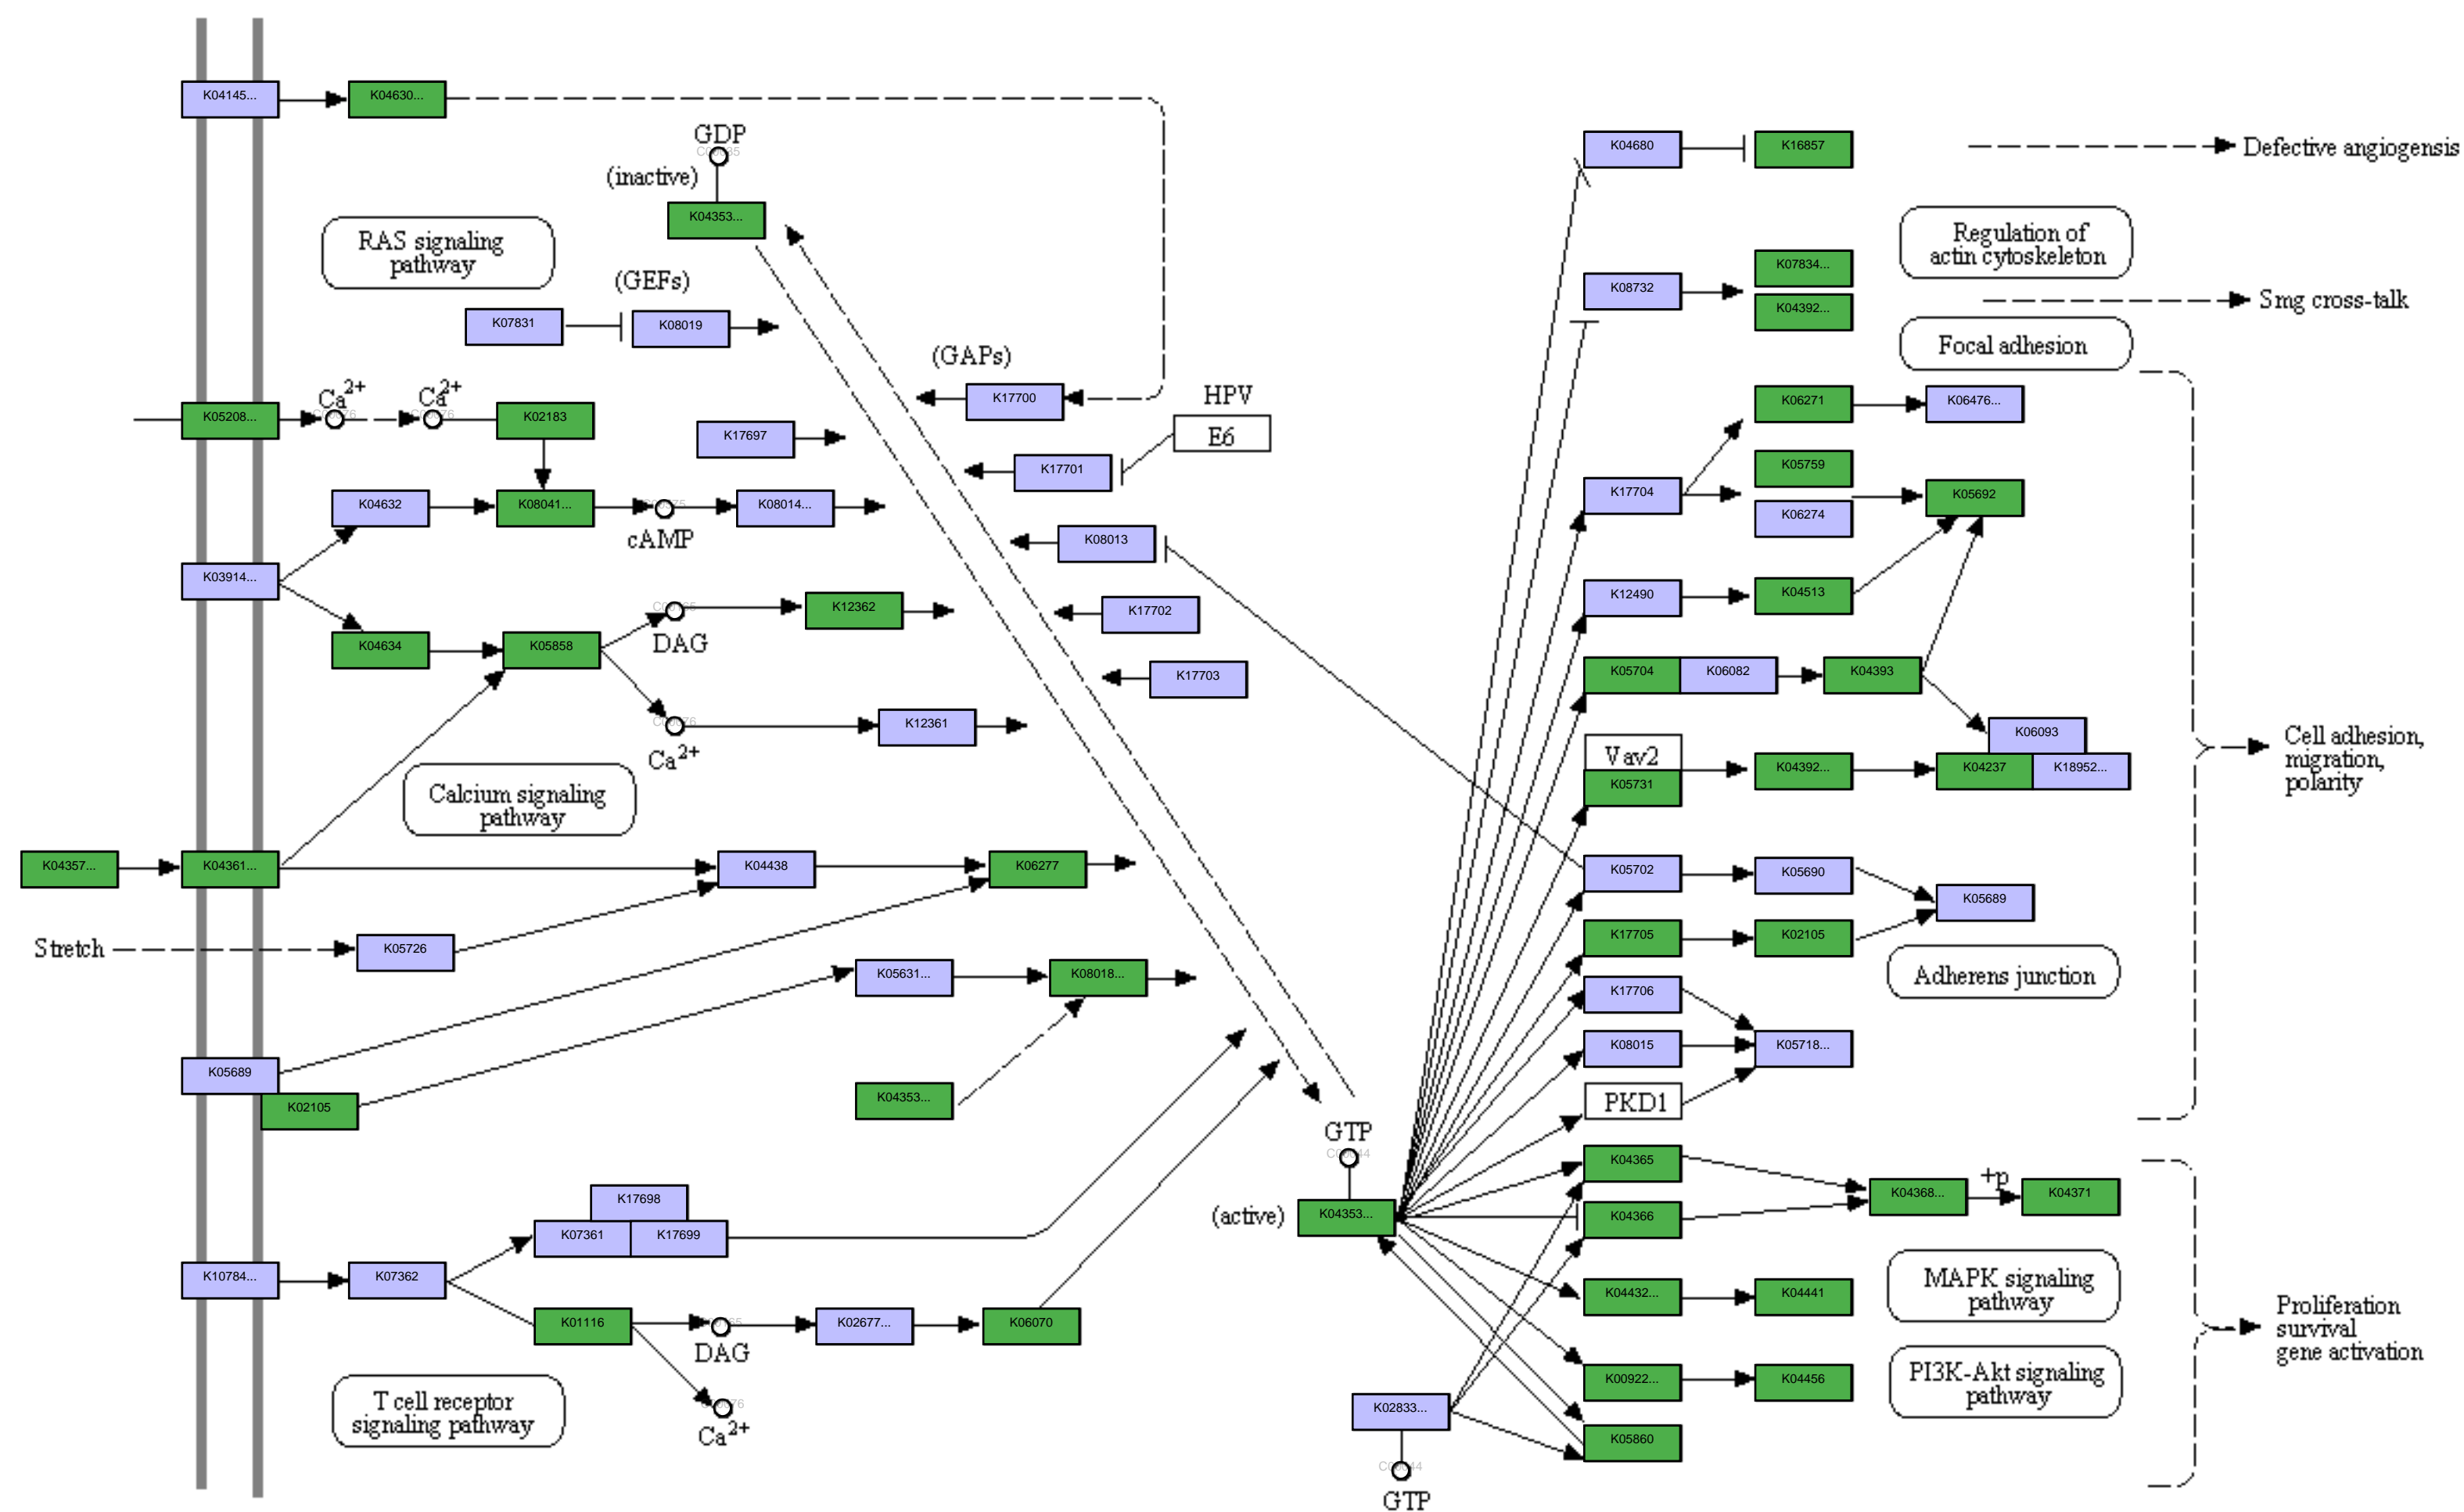 K04145...
K04630...
GDP
(inactive)
K04353...
K04680
K16857
Defective angiogensis
RAS signaling
pathway
(GEFs)
K07831
K08019
Regulation of
actin cytoskeleton
K07834...
K08732
K04392...
Smg cross-talk
Focal adhesion
(GAPs)
K17700
HPV
E6
K06271
K06476...
Ca2+
Ca2+
K05208...
K02183
K17697
K17701
K05759
K17704
K06274
K05692
K04632
K08041...
cAMP
K08014...
K08013
K03914...
K12362
DAG
K17702
K12490
K04513
K04634
K05858
K17703
K05704
K06082
K04393
K12361
Ca2+
K06093
Vav2
K05731
K04392...
K04237
K18952...
Cell adhesion,
migration,
polarity
Calcium signaling
pathway
K04357...
K04361...
K04438
K06277
K05702
K05690
K05689
Stretch
K05726
K17705
K02105
K05631...
K08018...
Adherens junction
K17706
K08015
K05718...
K05689
K02105
K04353...
PKD1
GTP
(active)
K04353...
K04365
K04366
K04368...
+p
K04371
K17698
K07361
K17699
K10784...
K07362
MAPK signaling
pathway
K04432...
K04441
K01116
DAG
K02677...
K06070
Proliferation
survival
gene activation
PI3K-Akt signaling
pathway
K00922...
K04456
T cell receptor
signaling pathway
Ca2+
K02833...
K05860
GTP